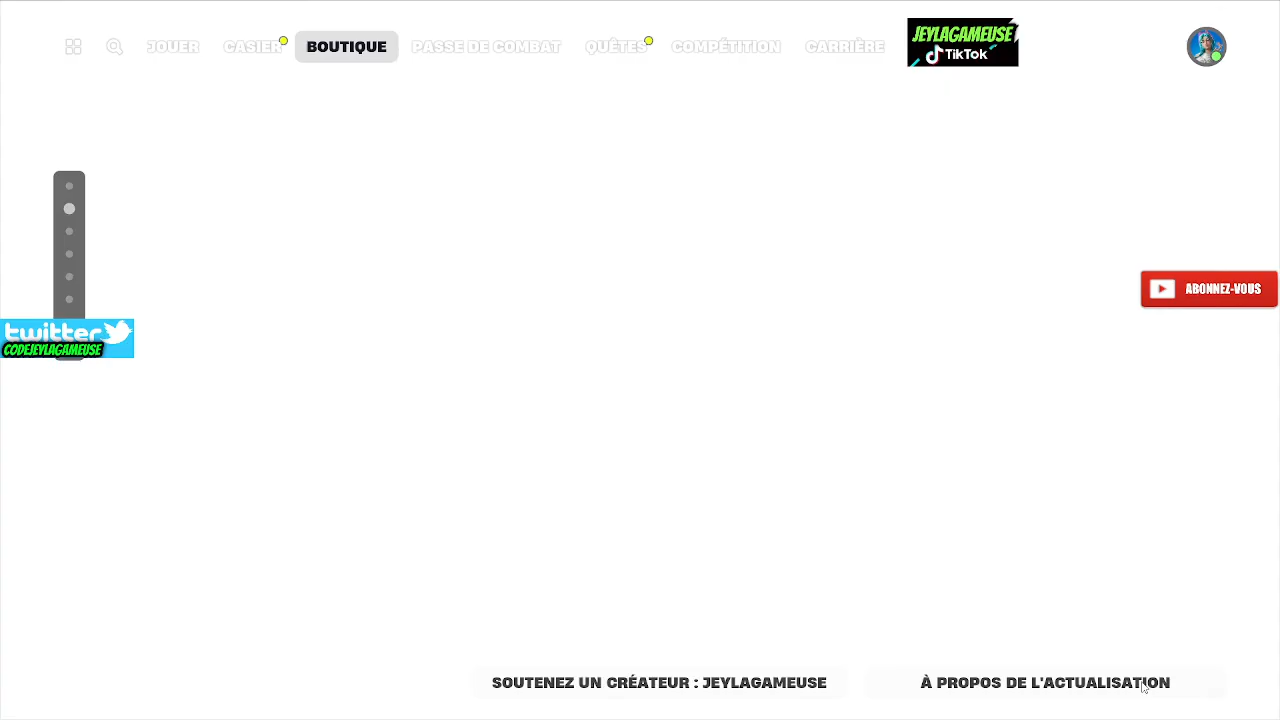 JOUER
CASIER
BOUTIQUE
PASSE DE COMBAT
QUÊTES
COMPÉTITION
CARRIÈRE
JEYLAGAMEUSE
TikTok
ABONNEZ-VOUS
twitter
CODEJEYLAGAMEUSE
SOUTENEZ UN CRÉATEUR : JEYLAGAMEUSE
À PROPOS DE L'ACTUALISATION